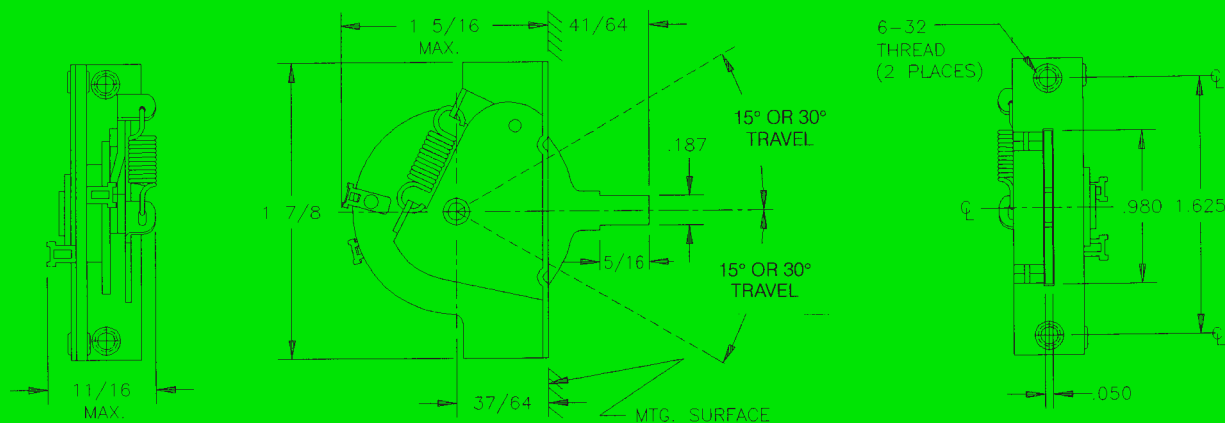 1 5/16
MAX.
41/64
6-32
THREAD
(2 PLACES)
℄
15° OR 30°
TRAVEL
.187
1 7/8
℄
.980
1.625
5/16
15° OR 30°
TRAVEL
℄
11/16
MAX.
37/64
MTG. SURFACE
.050